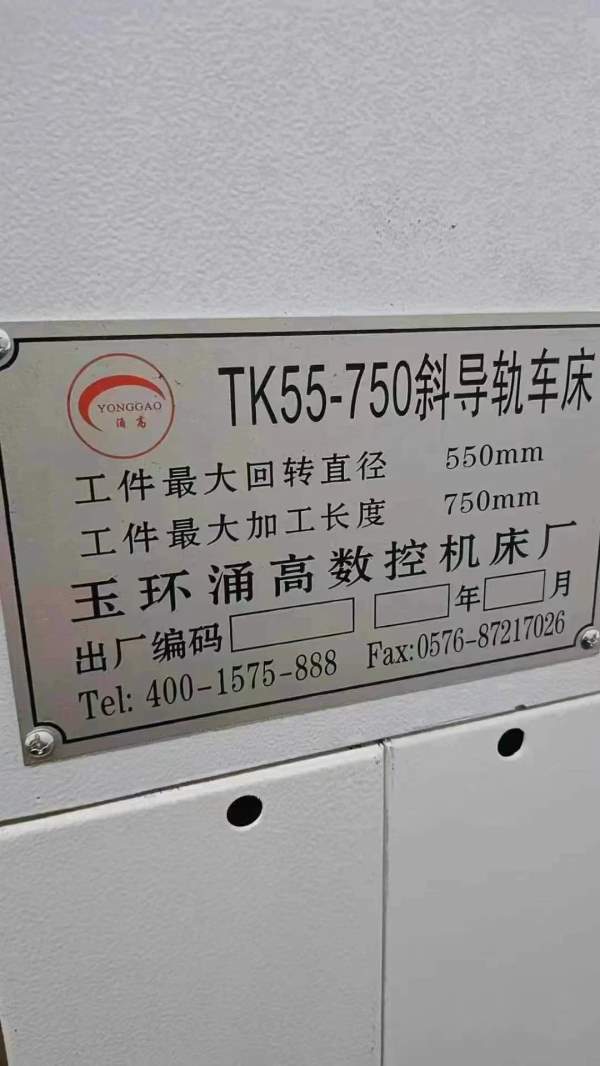 YONGGAO
涌高
TK55-750斜导轨车床
工件最大回转直径 550mm
工件最大加工长度 750mm
玉环涌高数控机床厂
出厂编码 年 月
Tel: 400-1575-888 Fax:0576-87217026